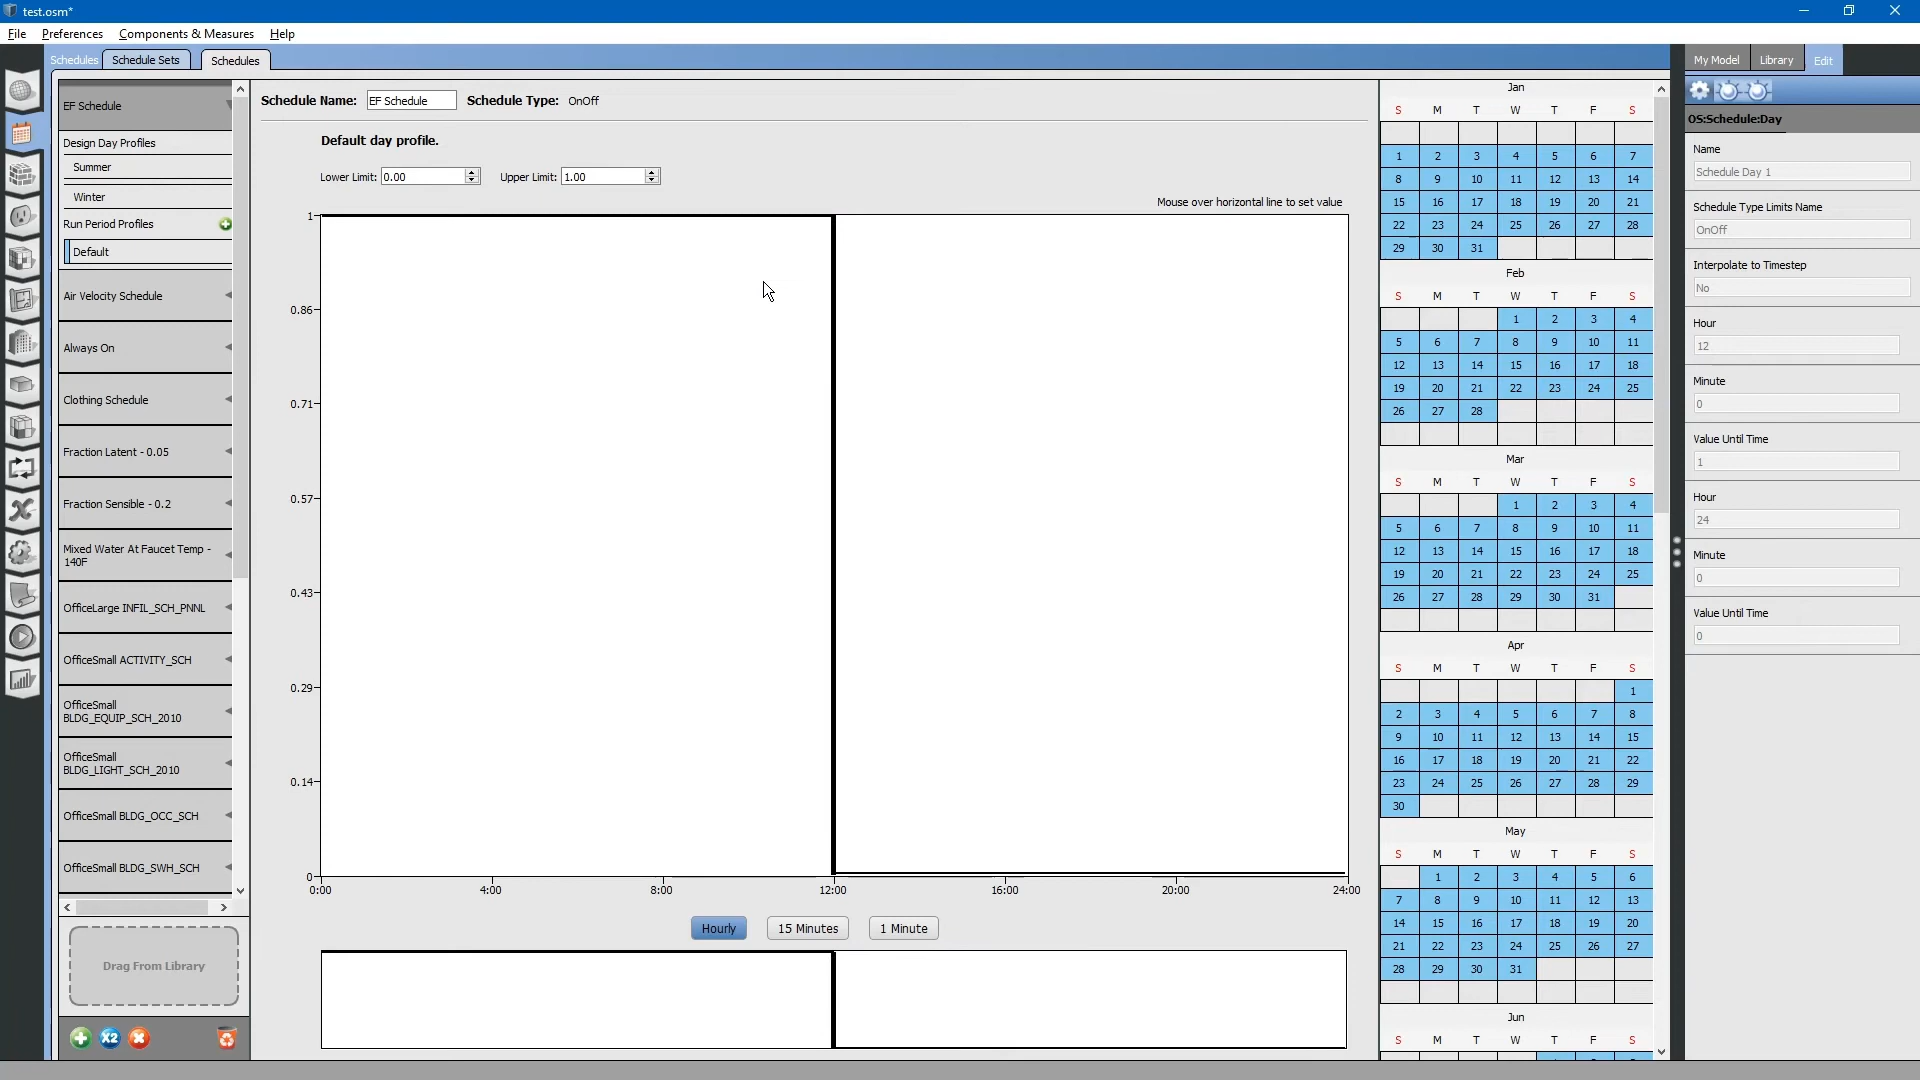 test.osm*
File Preferences Components & Measures Help
Schedules Schedule Sets Schedules
My Model Library Edit
EF Schedule
Design Day Profiles
Summer
Winter
Run Period Profiles
Default
Air Velocity Schedule
Always On
Clothing Schedule
Fraction Latent - 0.05
Fraction Sensible - 0.2
Mixed Water At Faucet Temp -
140F
OfficeLarge INFIL_SCH_PNNL
OfficeSmall ACTIVITY_SCH
OfficeSmall
BLDG_EQUIP_SCH_2010
OfficeSmall
BLDG_LIGHT_SCH_2010
OfficeSmall BLDG_OCC_SCH
OfficeSmall BLDG_SWH_SCH
Drag From Library
X2
Schedule Name: EF Schedule Schedule Type: OnOff
Default day profile.
Lower Limit: 0.00 Upper Limit: 1.00
Mouse over horizontal line to set value
1
0.86
0.71
0.57
0.43
0.29
0.14
0
0:00 4:00 8:00 12:00 16:00 20:00 24:00
Hourly 15 Minutes 1 Minute
Jan
S M T W T F S
1 2 3 4 5 6 7
8 9 10 11 12 13 14
15 16 17 18 19 20 21
22 23 24 25 26 27 28
29 30 31
Feb
S M T W T F S
1 2 3 4
5 6 7 8 9 10 11
12 13 14 15 16 17 18
19 20 21 22 23 24 25
26 27 28
Mar
S M T W T F S
1 2 3 4
5 6 7 8 9 10 11
12 13 14 15 16 17 18
19 20 21 22 23 24 25
26 27 28 29 30 31
Apr
S M T W T F S
1
2 3 4 5 6 7 8
9 10 11 12 13 14 15
16 17 18 19 20 21 22
23 24 25 26 27 28 29
30
May
S M T W T F S
1 2 3 4 5 6
7 8 9 10 11 12 13
14 15 16 17 18 19 20
21 22 23 24 25 26 27
28 29 30 31
Jun
S M T W T F S
OS:Schedule:Day
Name
Schedule Day 1
Schedule Type Limits Name
OnOff
Interpolate to Timestep
No
Hour
12
Minute
0
Value Until Time
1
Hour
24
Minute
0
Value Until Time
0